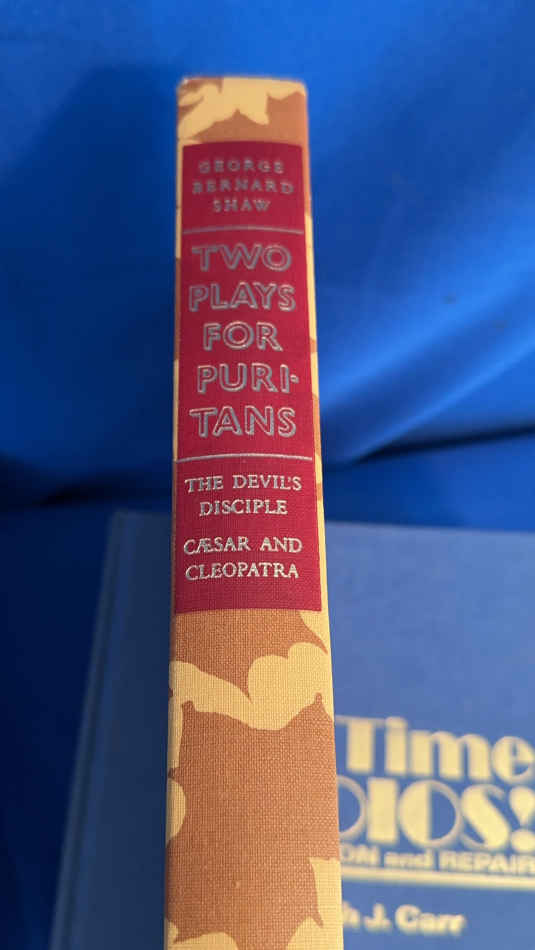 GEORGE
BERNARD
SHAW
TWO
PLAYS
FOR
PURI-
TANS
THE DEVIL'S
DISCIPLE
CÆSAR AND
CLEOPATRA
Time
DIOS!
ON and REPAIR
h J. Carr